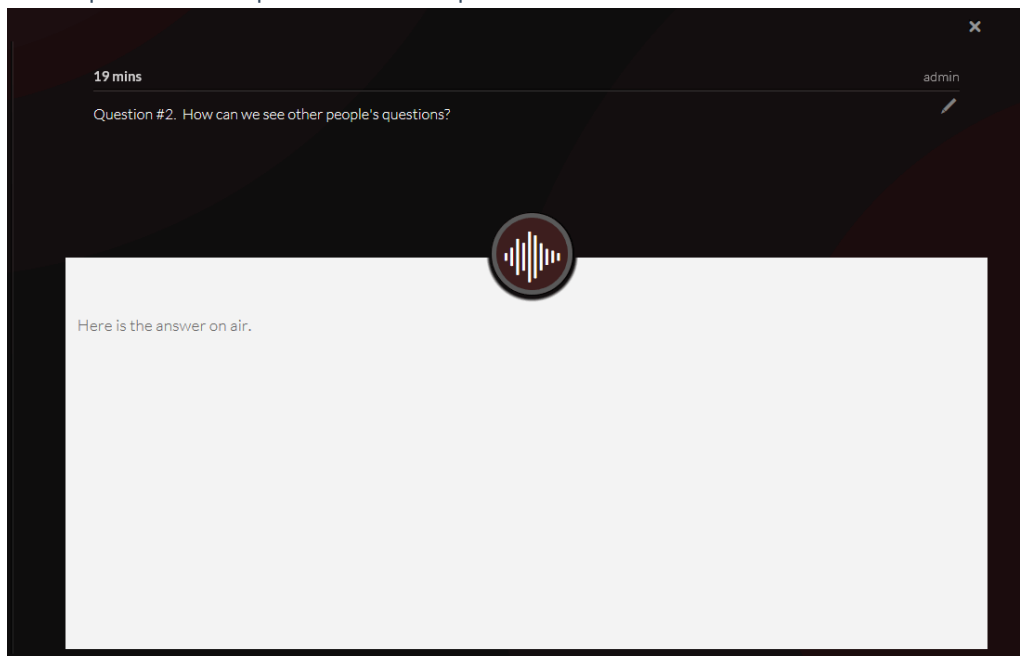 19 mins
admin
Question #2. How can we see other people's questions?
Here is the answer on air.